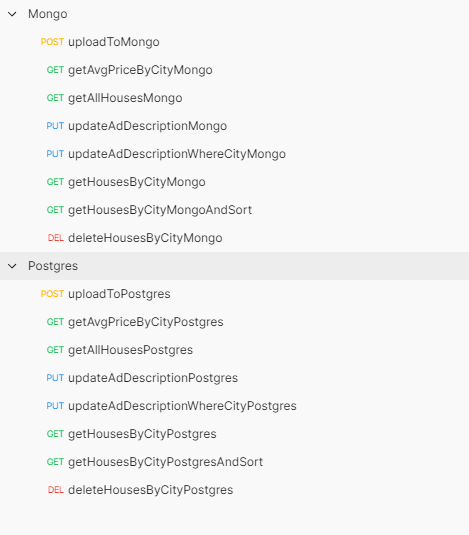 Mongo
POST uploadToMongo
GET getAvgPriceByCityMongo
GET getAllHousesMongo
PUT updateAdDescriptionMongo
PUT updateAdDescriptionWhereCityMongo
GET getHousesByCityMongo
GET getHousesByCityMongoAndSort
DEL deleteHousesByCityMongo
Postgres
POST uploadToPostgres
GET getAvgPriceByCityPostgres
GET getAllHousesPostgres
PUT updateAdDescriptionPostgres
PUT updateAdDescriptionWhereCityPostgres
GET getHousesByCityPostgres
GET getHousesByCityPostgresAndSort
DEL deleteHousesByCityPostgres